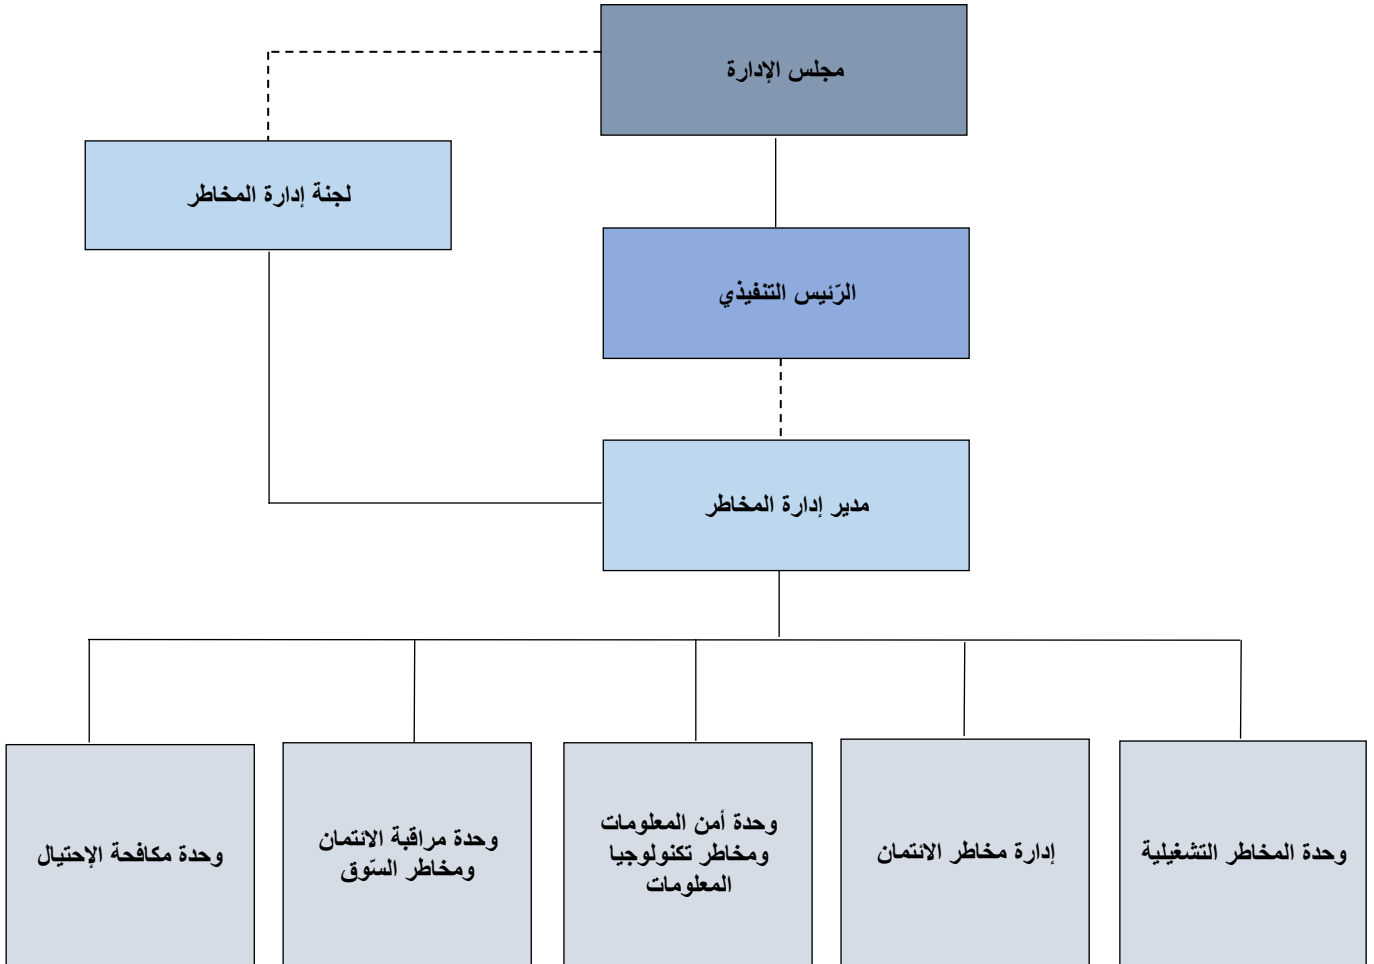 مجلس الإدارة
لجنة إدارة المخاطر
الرّئيس التنفيذي
مدير إدارة المخاطر
وحدة المخاطر التشغيلية
إدارة مخاطر الائتمان
وحدة أمن المعلومات
ومخاطر تكنولوجيا
المعلومات
وحدة مراقبة الائتمان
ومخاطر السّوق
وحدة مكافحة الإحتيال